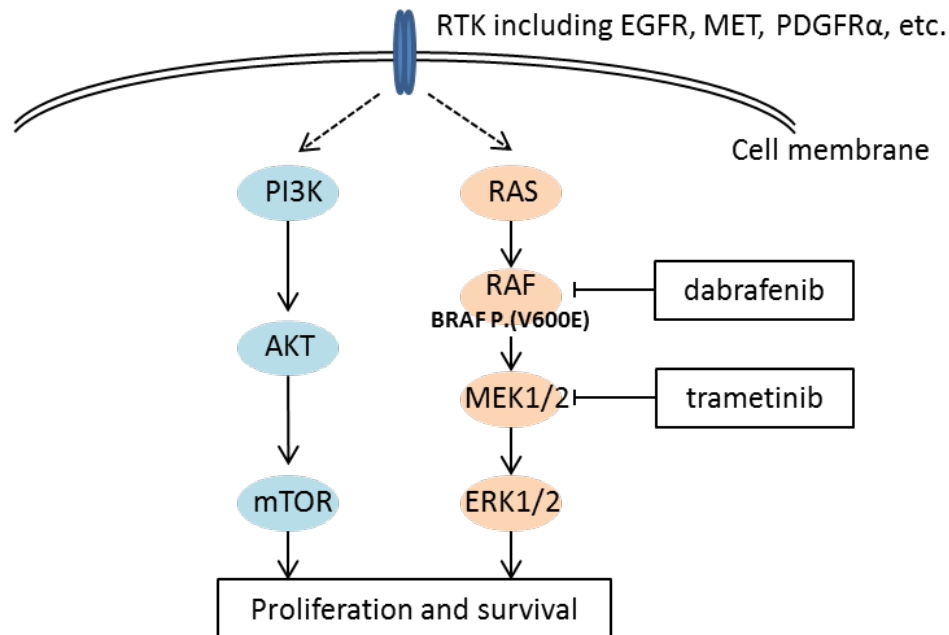 RTK including EGFR, MET, PDGFRα, etc.
Cell membrane
PI3K
RAS
RAF
BRAF P.(V600E)
dabrafenib
AKT
MEK1/2
trametinib
mTOR
ERK1/2
Proliferation and survival